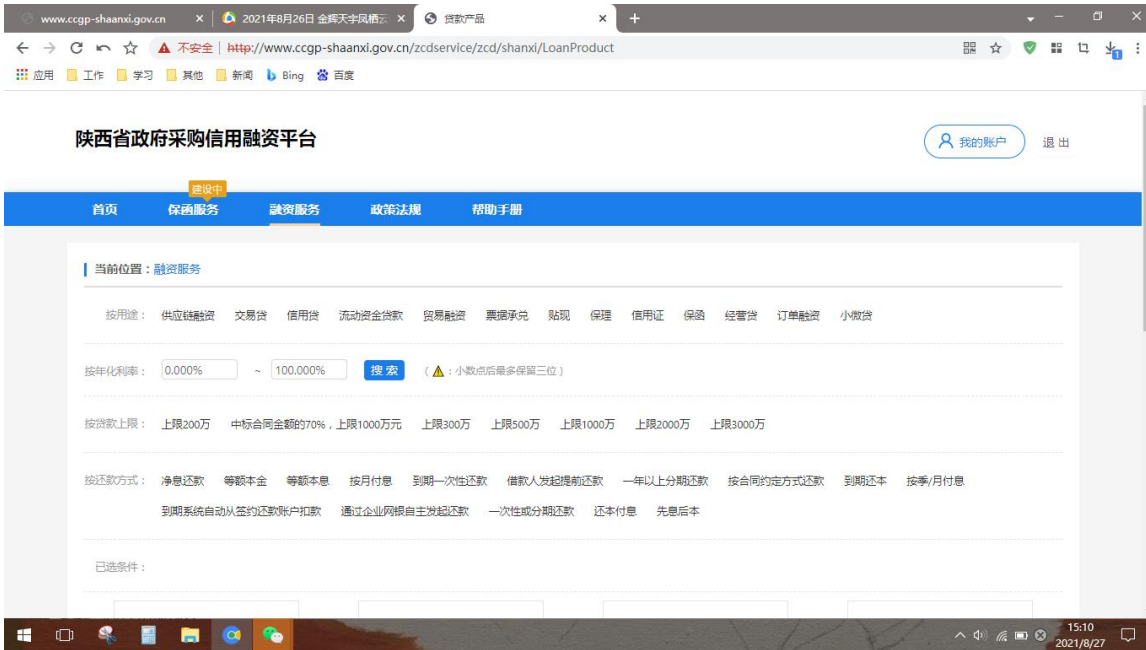 www.ccgp-shaanxi.gov.cn × 2021年8月26日 金辉天宇凤栖云 × 贷款产品 × +
不安全 | http://www.ccgp-shaanxi.gov.cn/zcdservice/zcd/shanxi/LoanProduct
应用 工作 学习 其他 新闻 Bing 百度
陕西省政府采购信用融资平台
我的账户 退 出
建设中
首页 保函服务 融资服务 政策法规 帮助手册
当前位置：融资服务
按用途： 供应链融资 交易贷 信用贷 流动资金贷款 贸易融资 票据承兑 贴现 保理 信用证 保函 经营贷 订单融资 小微贷
按年化利率： 0.000% ~ 100.000% 搜 索 （ ：小数点后最多保留三位 ）
按贷款上限： 上限200万 中标合同金额的70%，上限1000万元 上限300万 上限500万 上限1000万 上限2000万 上限3000万
按还款方式： 净息还款 等额本金 等额本息 按月付息 到期一次性还款 借款人发起提前还款 一年以上分期还款 按合同约定方式还款 到期还本 按季/月付息
到期系统自动从签约还款账户扣款 通过企业网银自主发起还款 一次性或分期还款 还本付息 先息后本
已选条件：
15:10
2021/8/27